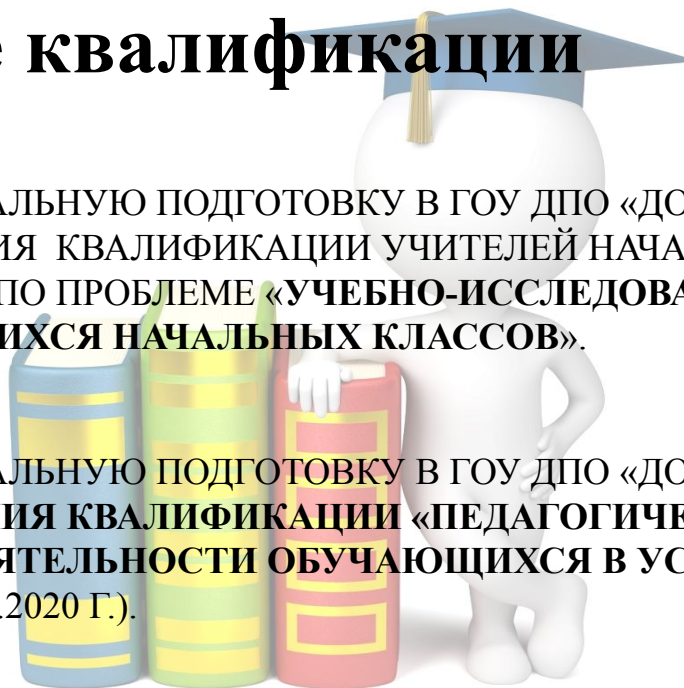 е квалификации
АЛЬНУЮ ПОДГОТОВКУ В ГОУ ДПО «ДО
ИЯ КВАЛИФИКАЦИИ УЧИТЕЛЕЙ НАЧА
ПО ПРОБЛЕМЕ «УЧЕБНО-ИССЛЕДОВА
ИХСЯ НАЧАЛЬНЫХ КЛАССОВ».
АЛЬНУЮ ПОДГОТОВКУ В ГОУ ДПО «ДО
ИЯ КВАЛИФИКАЦИИ «ПЕДАГОГИЧЕ
ЯТЕЛЬНОСТИ ОБУЧАЮЩИХСЯ В УС
.2020 Г.).